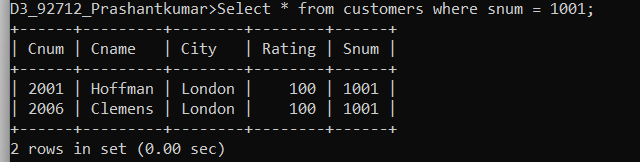 D3_92712_Prashantkumar>Select * from customers where snum = 1001;
+------+---------+--------+--------+------+
| Cnum | Cname   | City   | Rating | Snum |
+------+---------+--------+--------+------+
| 2001 | Hoffman | London |    100 | 1001 |
| 2006 | Clemens | London |    100 | 1001 |
+------+---------+--------+--------+------+
2 rows in set (0.00 sec)